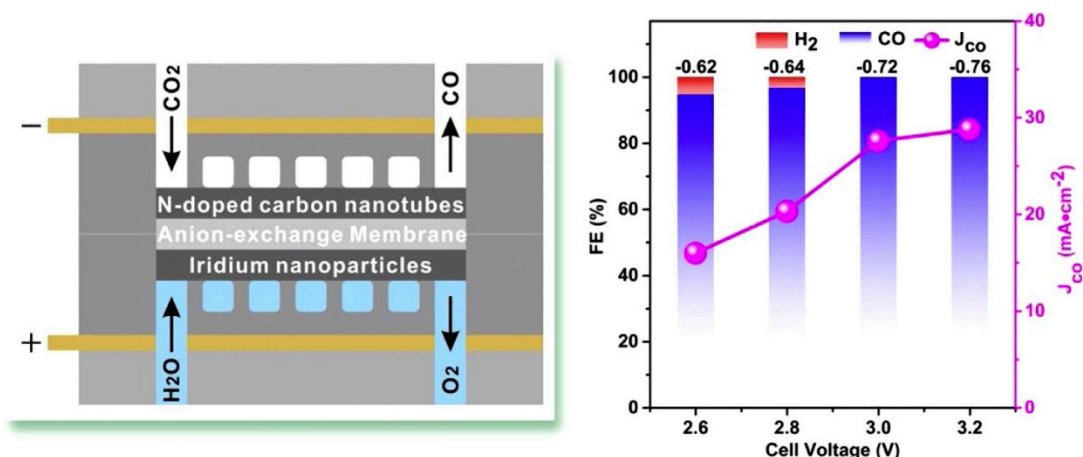 CO2
CO
−
N-doped carbon nanotubes
Anion-exchange Membrane
Iridium nanoparticles
+
H2O
O2
H2 CO JCO
-0.62 -0.64 -0.72 -0.76
100
80
60
40
20
0
FE (%)
40
30
20
10
0
JCO (mA•cm-2)
2.6 2.8 3.0 3.2
Cell Voltage (V)